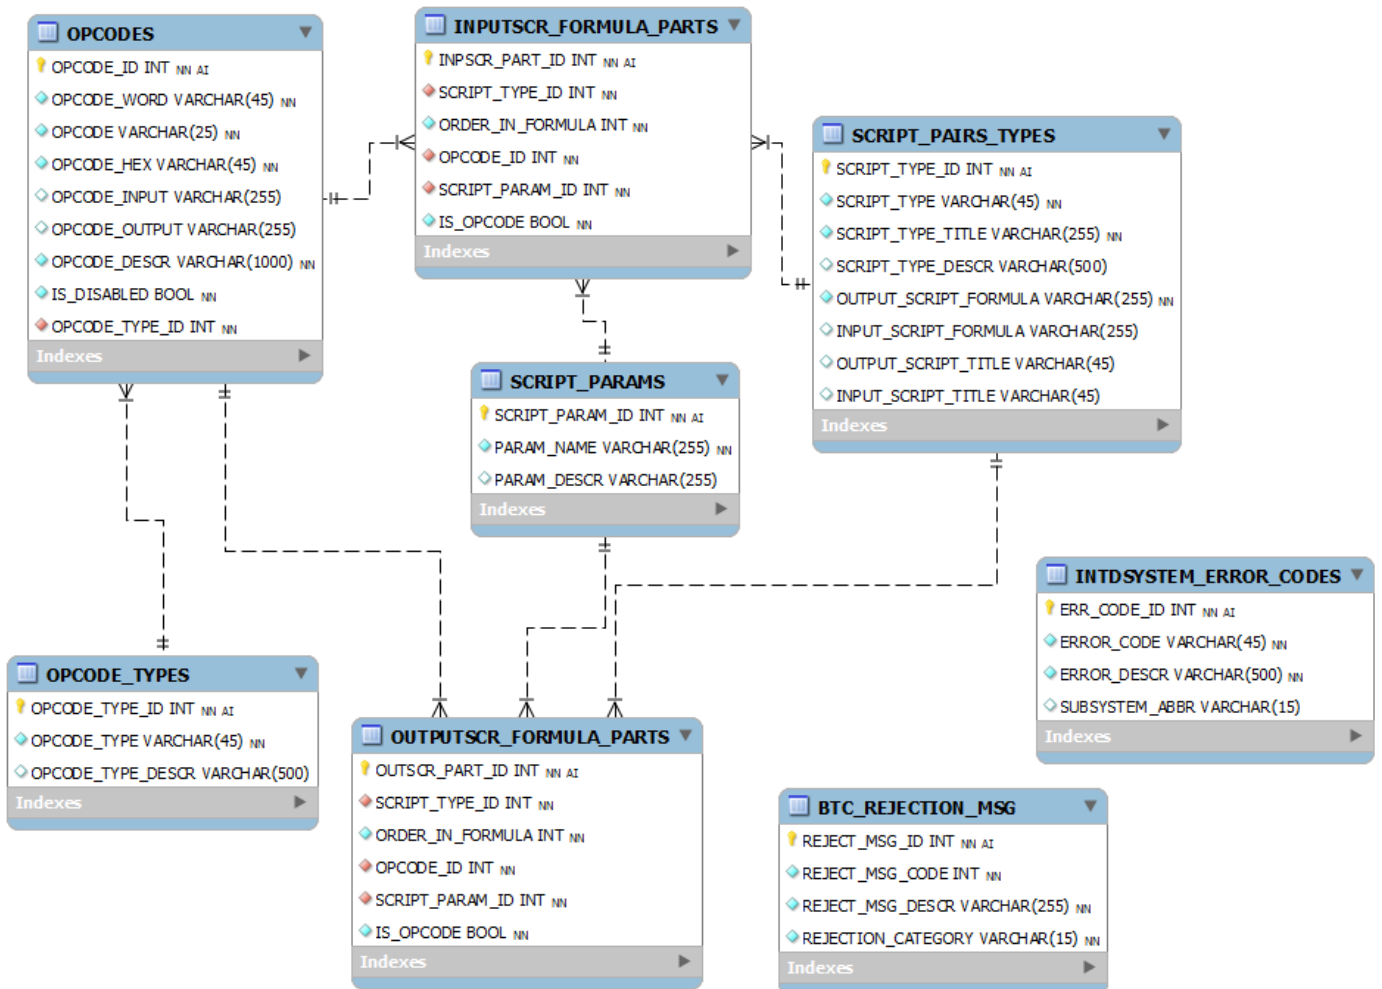 OPCODES
OPCODE_ID INT NN AI
OPCODE_WORD VARCHAR(45) NN
OPCODE VARCHAR(25) NN
OPCODE_HEX VARCHAR(45) NN
OPCODE_INPUT VARCHAR(255)
OPCODE_OUTPUT VARCHAR(255)
OPCODE_DESCR VARCHAR(1000) NN
IS_DISABLED BOOL NN
OPCODE_TYPE_ID INT NN
Indexes
INPUTSCR_FORMULA_PARTS
INPSCR_PART_ID INT NN AI
SCRIPT_TYPE_ID INT NN
ORDER_IN_FORMULA INT NN
OPCODE_ID INT NN
SCRIPT_PARAM_ID INT NN
IS_OPCODE BOOL NN
Indexes
SCRIPT_PAIRS_TYPES
SCRIPT_TYPE_ID INT NN AI
SCRIPT_TYPE VARCHAR(45) NN
SCRIPT_TYPE_TITLE VARCHAR(255) NN
SCRIPT_TYPE_DESCR VARCHAR(500)
OUTPUT_SCRIPT_FORMULA VARCHAR(255) NN
INPUT_SCRIPT_FORMULA VARCHAR(255)
OUTPUT_SCRIPT_TITLE VARCHAR(45)
INPUT_SCRIPT_TITLE VARCHAR(45)
Indexes
SCRIPT_PARAMS
SCRIPT_PARAM_ID INT NN AI
PARAM_NAME VARCHAR(255) NN
PARAM_DESCR VARCHAR(255)
Indexes
INTDSYSTEM_ERROR_CODES
ERR_CODE_ID INT NN AI
ERROR_CODE VARCHAR(45) NN
ERROR_DESCR VARCHAR(500) NN
SUBSYSTEM_ABBR VARCHAR(15)
Indexes
OPCODE_TYPES
OPCODE_TYPE_ID INT NN AI
OPCODE_TYPE VARCHAR(45) NN
OPCODE_TYPE_DESCR VARCHAR(500)
Indexes
OUTPUTSCR_FORMULA_PARTS
OUTSCR_PART_ID INT NN AI
SCRIPT_TYPE_ID INT NN
ORDER_IN_FORMULA INT NN
OPCODE_ID INT NN
SCRIPT_PARAM_ID INT NN
IS_OPCODE BOOL NN
Indexes
BTC_REJECTION_MSG
REJECT_MSG_ID INT NN AI
REJECT_MSG_CODE INT NN
REJECT_MSG_DESCR VARCHAR(255) NN
REJECTION_CATEGORY VARCHAR(15) NN
Indexes